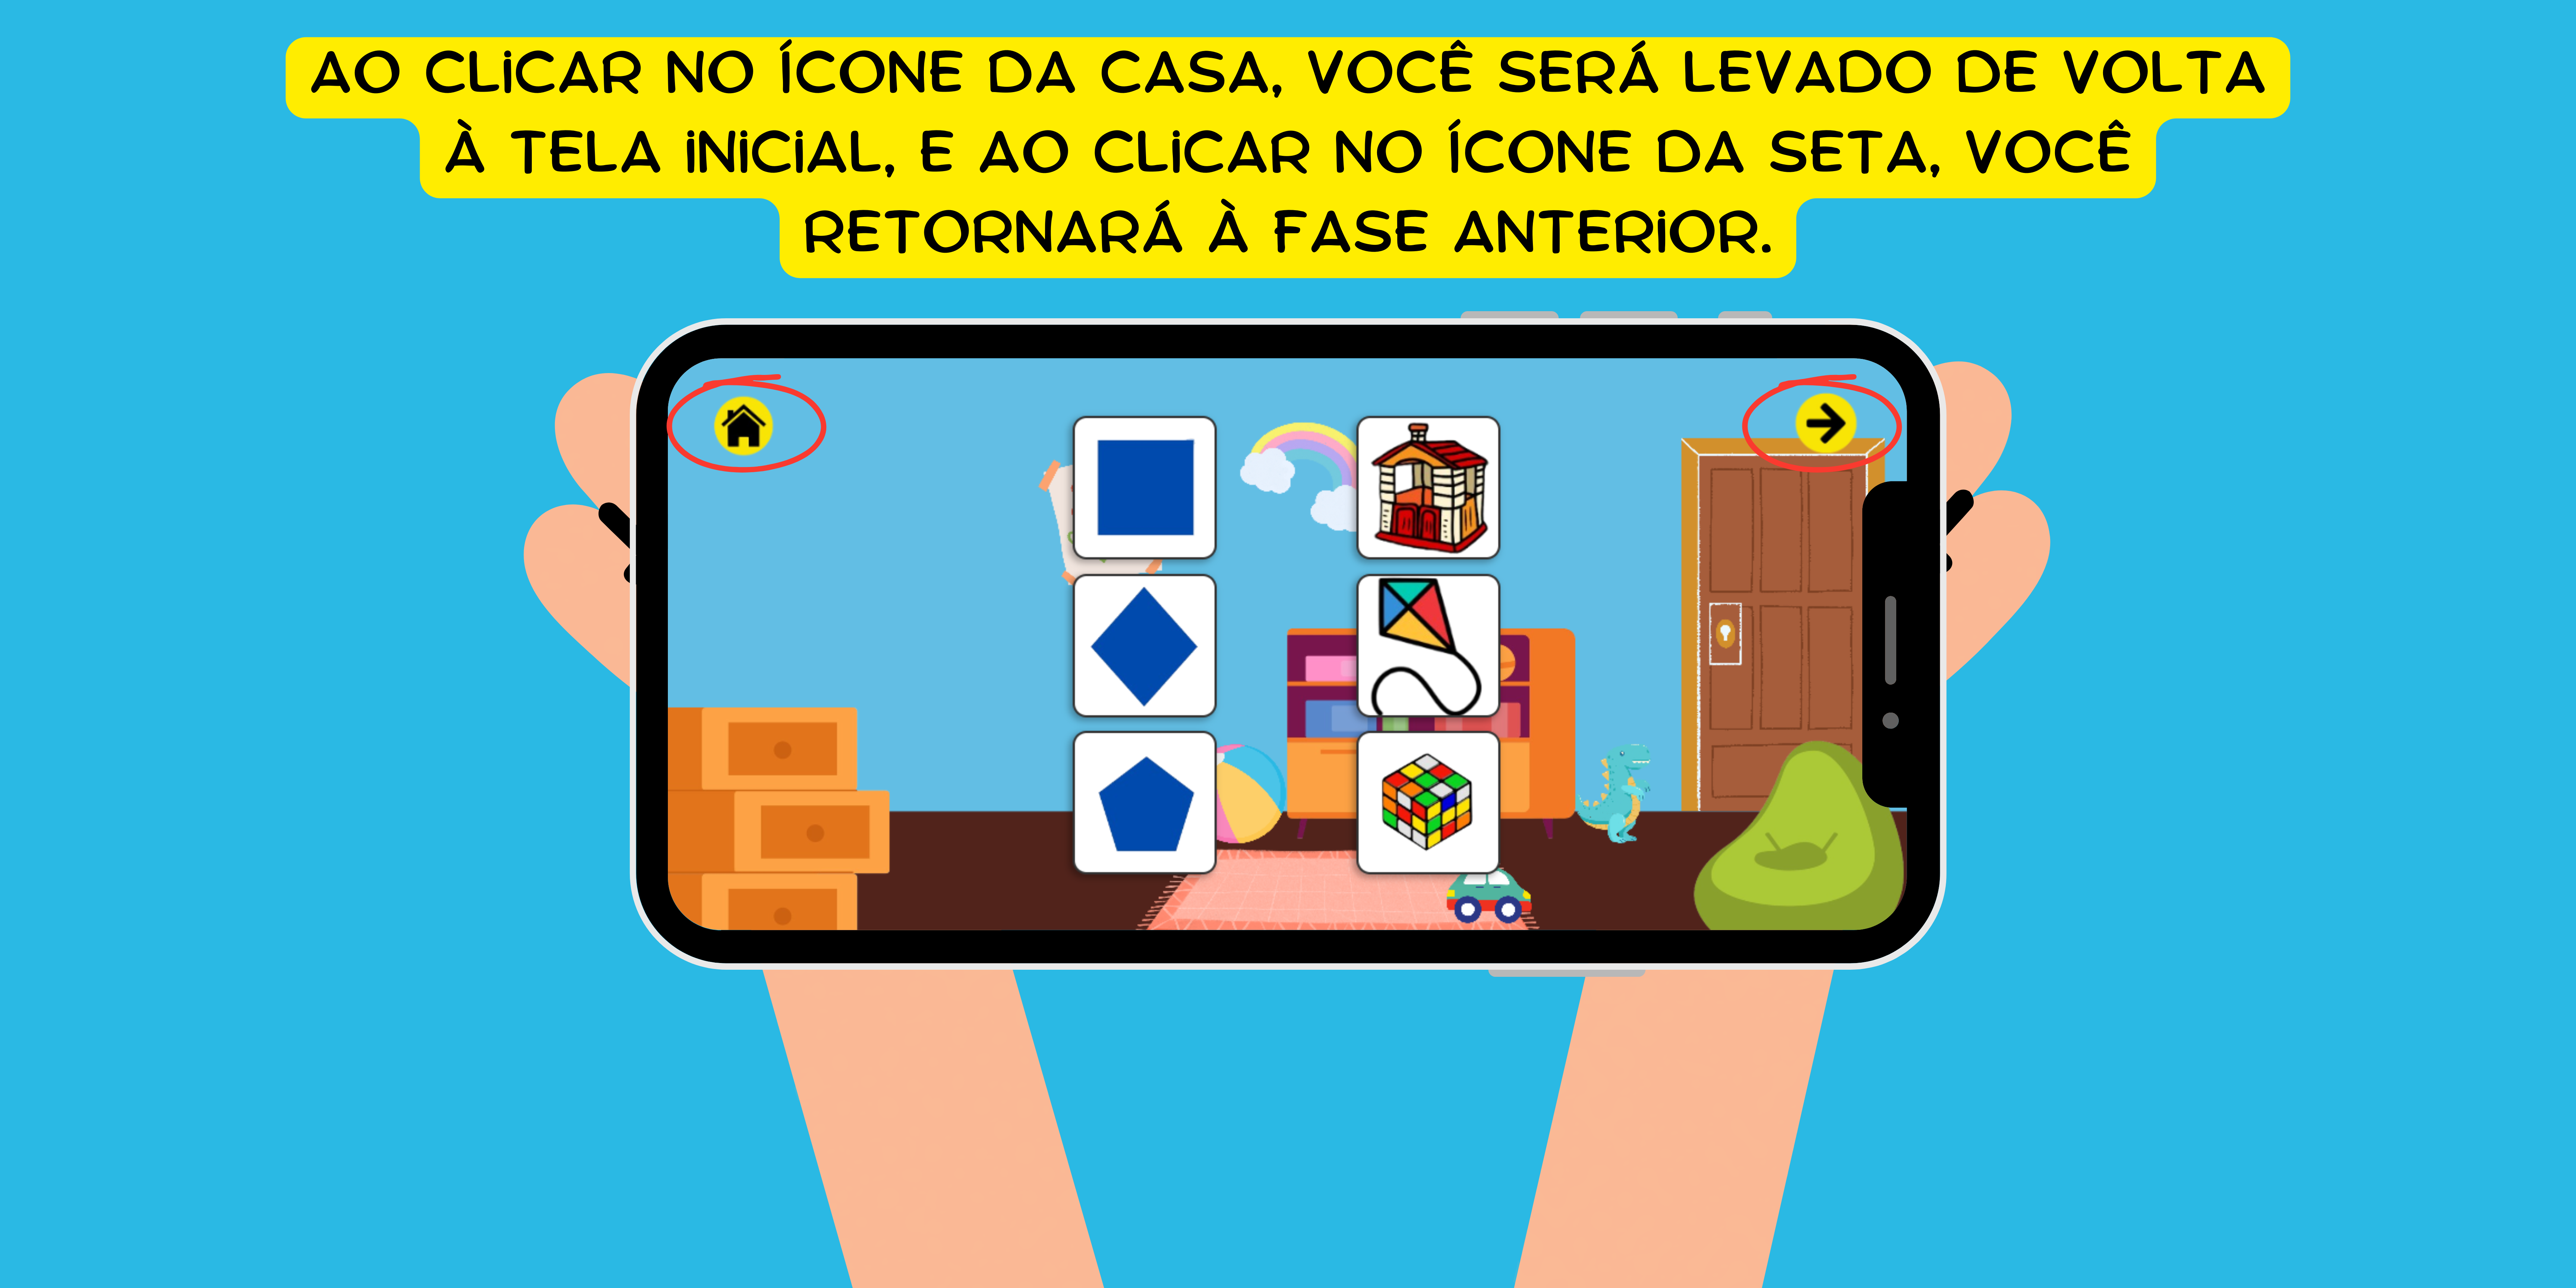 AO CLICAR NO ÍCONE DA CASA, VOCÊ SERÁ LEVADO DE VOLTA
À TELA INICIAL, E AO CLICAR NO ÍCONE DA SETA, VOCÊ
RETORNARÁ À FASE ANTERIOR.